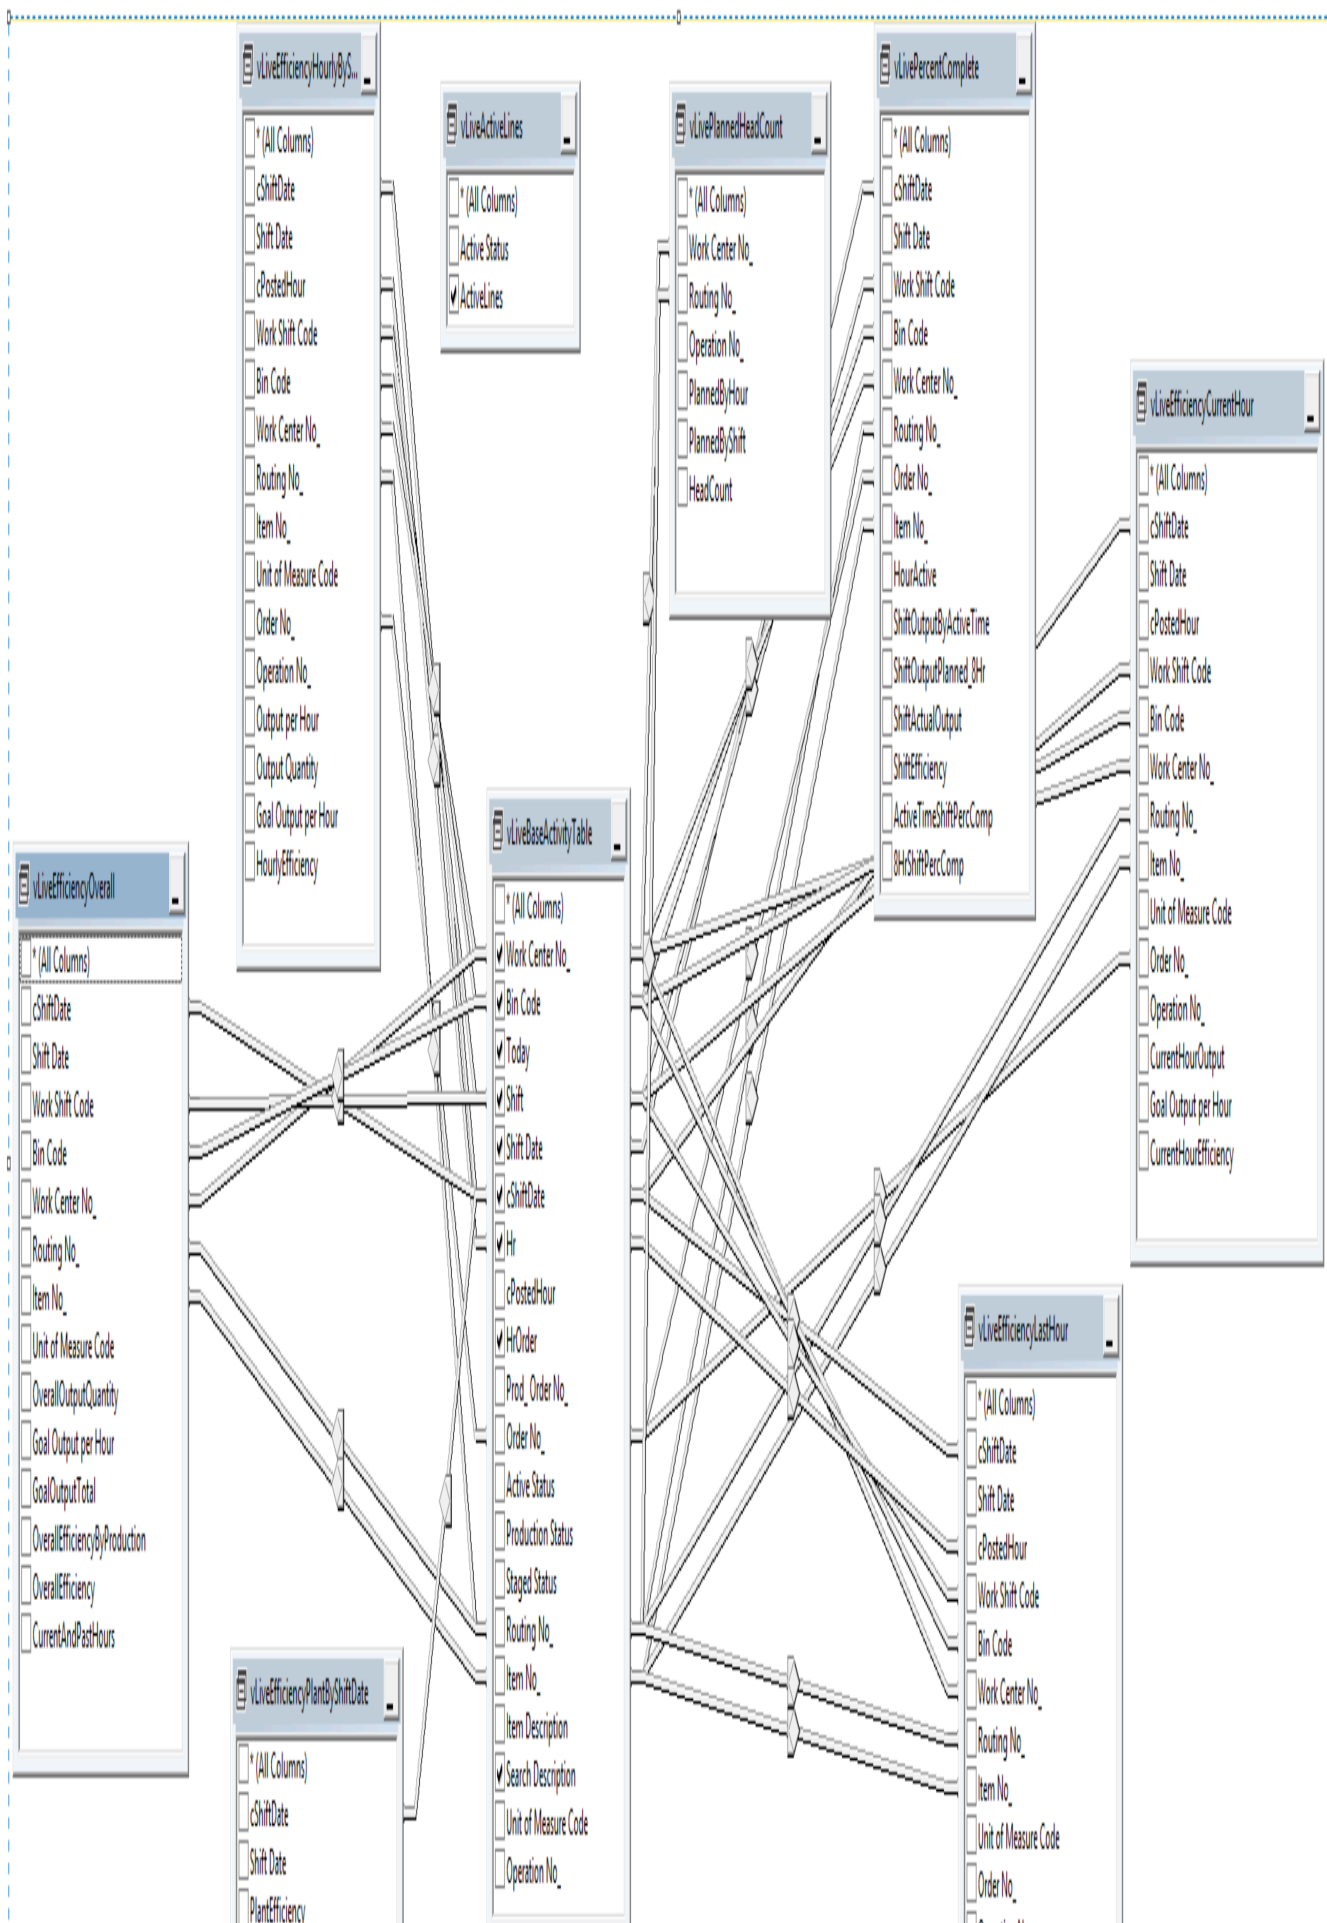 vLiveEfficiencyHourlyByS...
* (All Columns)
cShiftDate
Shift Date
cPostedHour
Work Shift Code
Bin Code
Work Center No_
Routing No_
Item No_
Unit of Measure Code
Order No_
Operation No_
Output per Hour
Output Quantity
Goal Output per Hour
HourlyEfficiency
vLiveActiveLines
* (All Columns)
Active Status
ActiveLines
vLivePlannedHeadCount
* (All Columns)
Work Center No_
Routing No_
Operation No_
PlannedByHour
PlannedByShift
HeadCount
vLivePercentComplete
* (All Columns)
cShiftDate
Shift Date
Work Shift Code
Bin Code
Work Center No_
Routing No_
Order No_
Item No_
HourActive
ShiftOutputByActiveTime
ShiftOutputPlanned_8Hr
ShiftActualOutput
ShiftEfficiency
ActiveTimeShiftPercComp
8HrShiftPercComp
vLiveEfficiencyCurrentHour
* (All Columns)
cShiftDate
Shift Date
cPostedHour
Work Shift Code
Bin Code
Work Center No_
Routing No_
Item No_
Unit of Measure Code
Order No_
Operation No_
CurrentHourOutput
Goal Output per Hour
CurrentHourEfficiency
vLiveEfficiencyOverall
* (All Columns)
cShiftDate
Shift Date
Work Shift Code
Bin Code
Work Center No_
Routing No_
Item No_
Unit of Measure Code
OverallOutputQuantity
Goal Output per Hour
GoalOutputTotal
OverallEfficiencyByProduction
OverallEfficiency
CurrentAndPastHours
vLiveBaseActivityTable
* (All Columns)
Work Center No_
Bin Code
Today
Shift
Shift Date
cShiftDate
Hr
cPostedHour
HrOrder
Prod_ Order No_
Order No_
Active Status
Production Status
Staged Status
Routing No_
Item No_
Item Description
Search Description
Unit of Measure Code
Operation No_
vLiveEfficiencyPlantByShiftDate
* (All Columns)
cShiftDate
Shift Date
PlantEfficiency
vLiveEfficiencyLastHour
* (All Columns)
cShiftDate
Shift Date
cPostedHour
Work Shift Code
Bin Code
Work Center No_
Routing No_
Item No_
Unit of Measure Code
Order No_